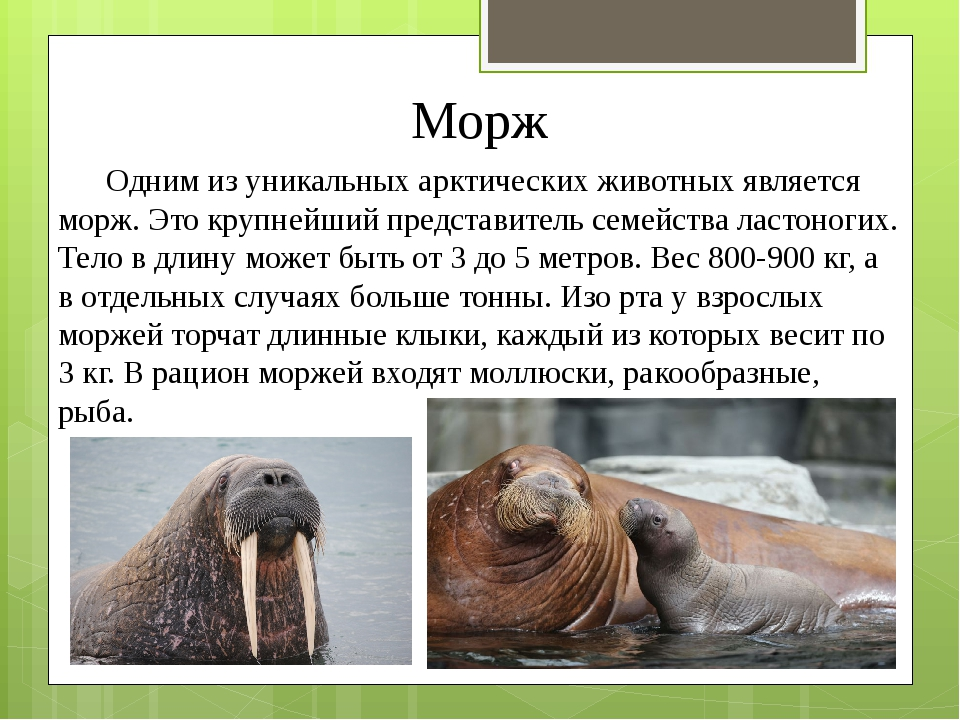 Морж
Одним из уникальных арктических животных является
морж. Это крупнейший представитель семейства ластоногих.
Тело в длину может быть от 3 до 5 метров. Вес 800-900 кг, а
в отдельных случаях больше тонны. Изо рта у взрослых
моржей торчат длинные клыки, каждый из которых весит по
3 кг. В рацион моржей входят моллюски, ракообразные,
рыба.